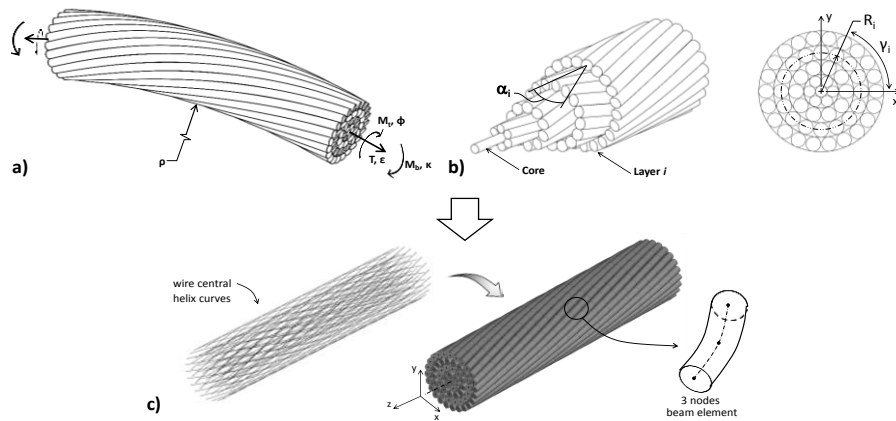 a)
ρ
Mt, ϕ
T, ε
Mb, κ
b)
αi
Core
Layer i
y
Ri
γi
x
c)
wire central
helix curves
y
z
x
3 nodes
beam element